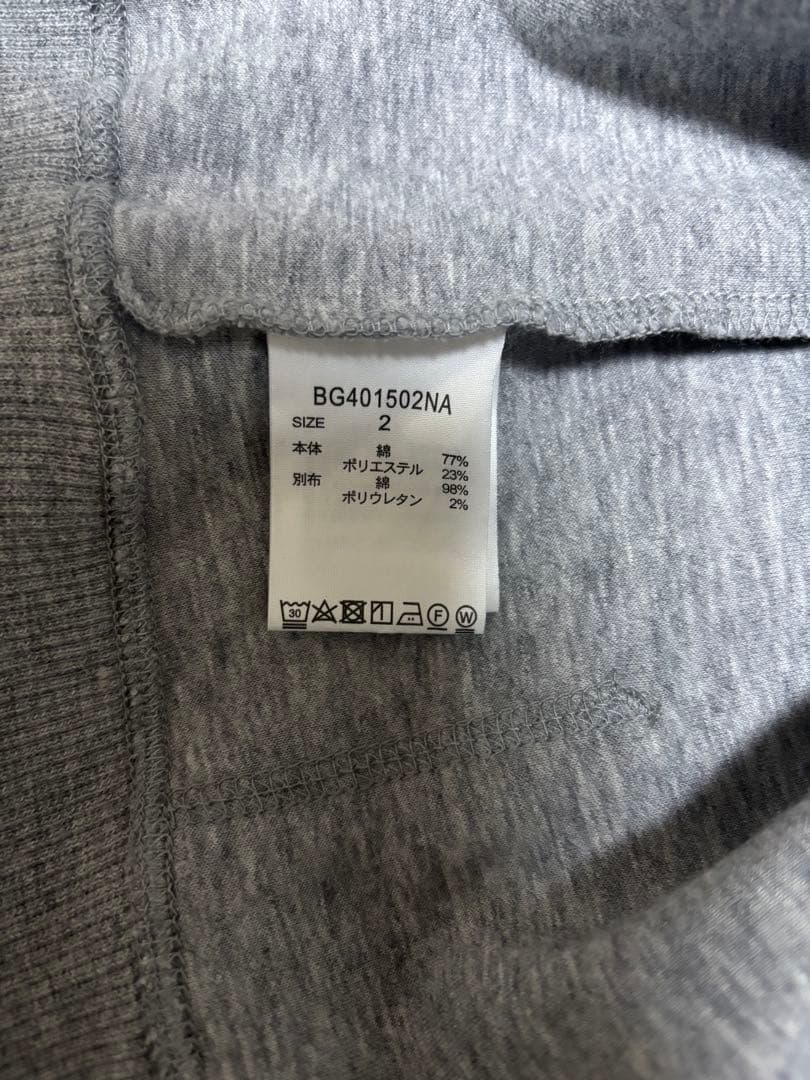 BG401502NA
SIZE 2
本体 綿 77%
ポリエステル 23%
別布 綿 98%
ポリウレタン 2%
30 F W